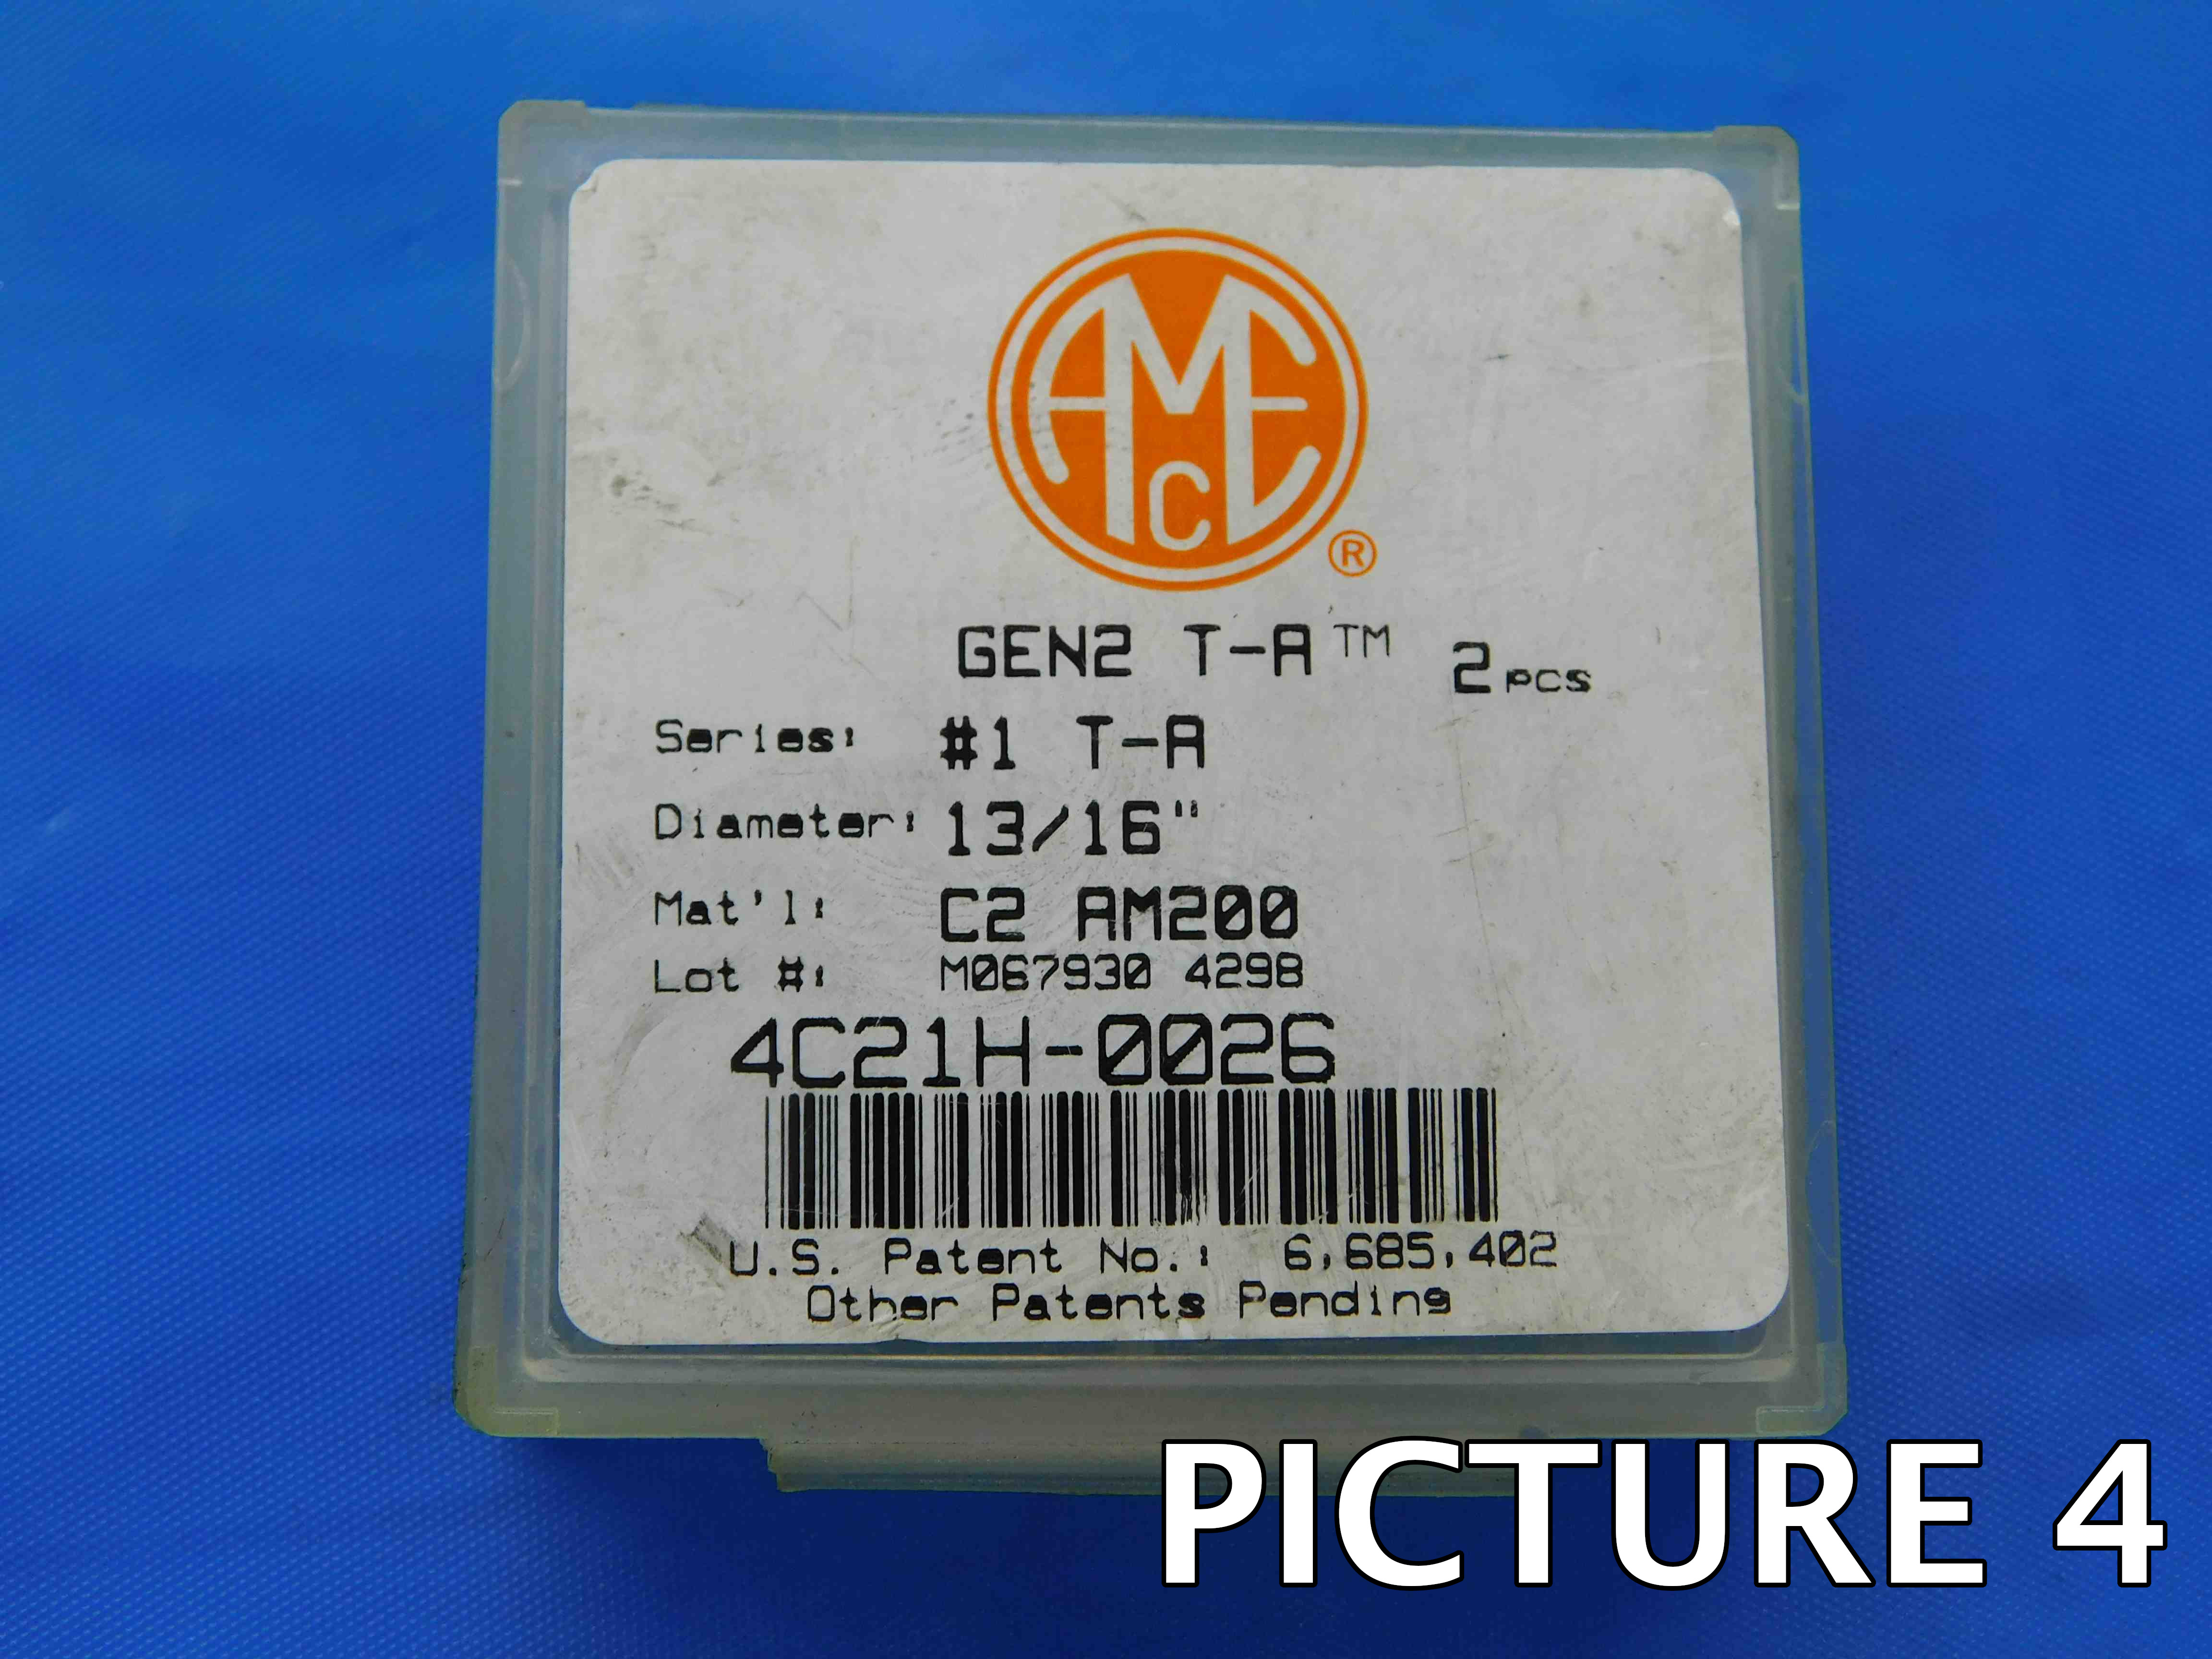 AMEC
®
GEN2 T-A™ 2 pcs
Series: #1 T-A
Diameter: 13/16"
Mat'l: C2 AM200
Lot #: M067930 4298
4C21H-0026
U.S. Patent No.: 6,685,402
Other Patents Pending
PICTURE 4